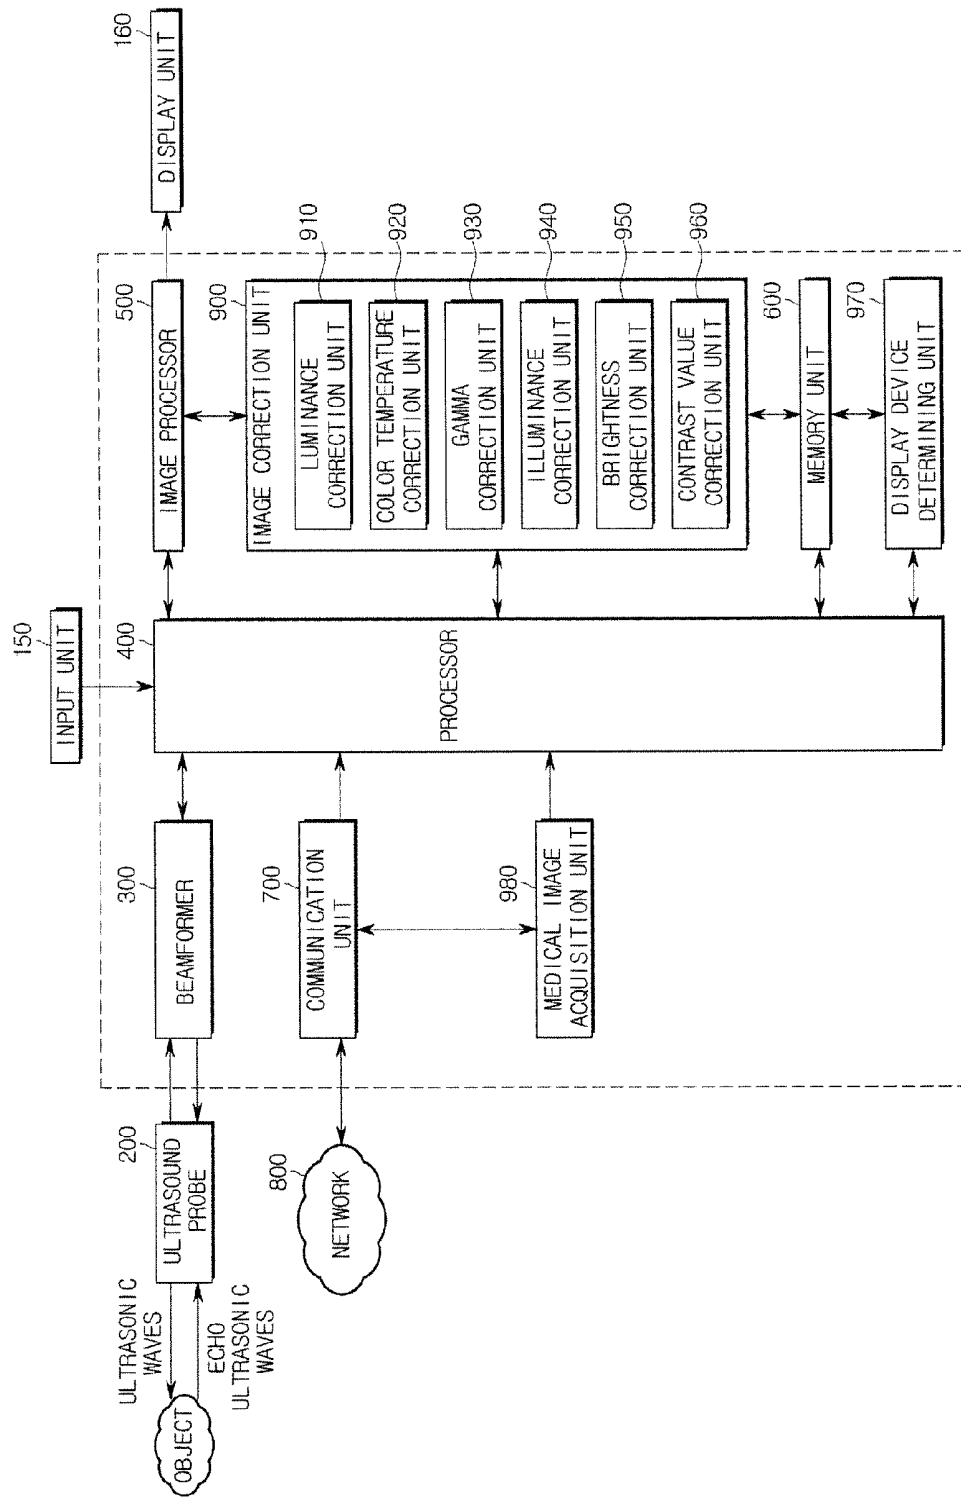 OBJECT
ULTRASONIC
WAVES
ECHO
ULTRASONIC
WAVES
200
ULTRASOUND
PROBE
800
NETWORK
300
BEAMFORMER
700
COMMUNICATION
UNIT
980
MEDICAL IMAGE
ACQUISITION UNIT
150
INPUT UNIT
400
PROCESSOR
500
IMAGE PROCESSOR
900
IMAGE CORRECTION UNIT
LUMINANCE
CORRECTION UNIT
910
COLOR TEMPERATURE
CORRECTION UNIT
920
GAMMA
CORRECTION UNIT
930
ILLUMINANCE
CORRECTION UNIT
940
BRIGHTNESS
CORRECTION UNIT
950
CONTRAST VALUE
CORRECTION UNIT
960
600
MEMORY UNIT
970
DISPLAY DEVICE
DETERMINING UNIT
160
DISPLAY UNIT